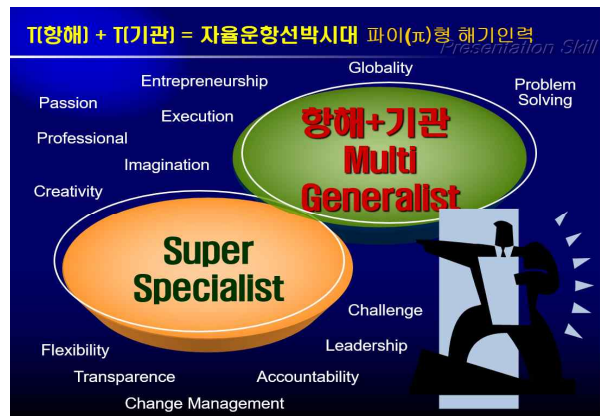 T(항해) + T(기관) = 자율운항선박시대 파이(π)형 해기인력
Presentation Skill
Globality
Entrepreneurship
Problem
Solving
Passion
Execution
Professional
Imagination
Creativity
항해+기관
Multi
Generalist
Super
Specialist
Challenge
Leadership
Flexibility
Transparence
Accountability
Change Management